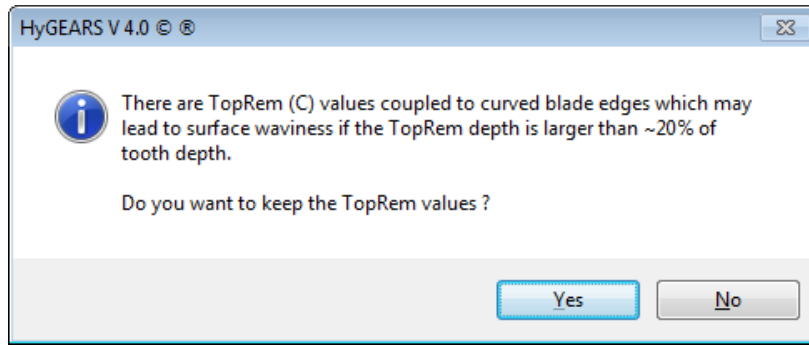 HyGEARS V 4.0 © ®
There are TopRem (C) values coupled to curved blade edges which may
lead to surface waviness if the TopRem depth is larger than ~20% of
tooth depth.
Do you want to keep the TopRem values ?
Yes
No